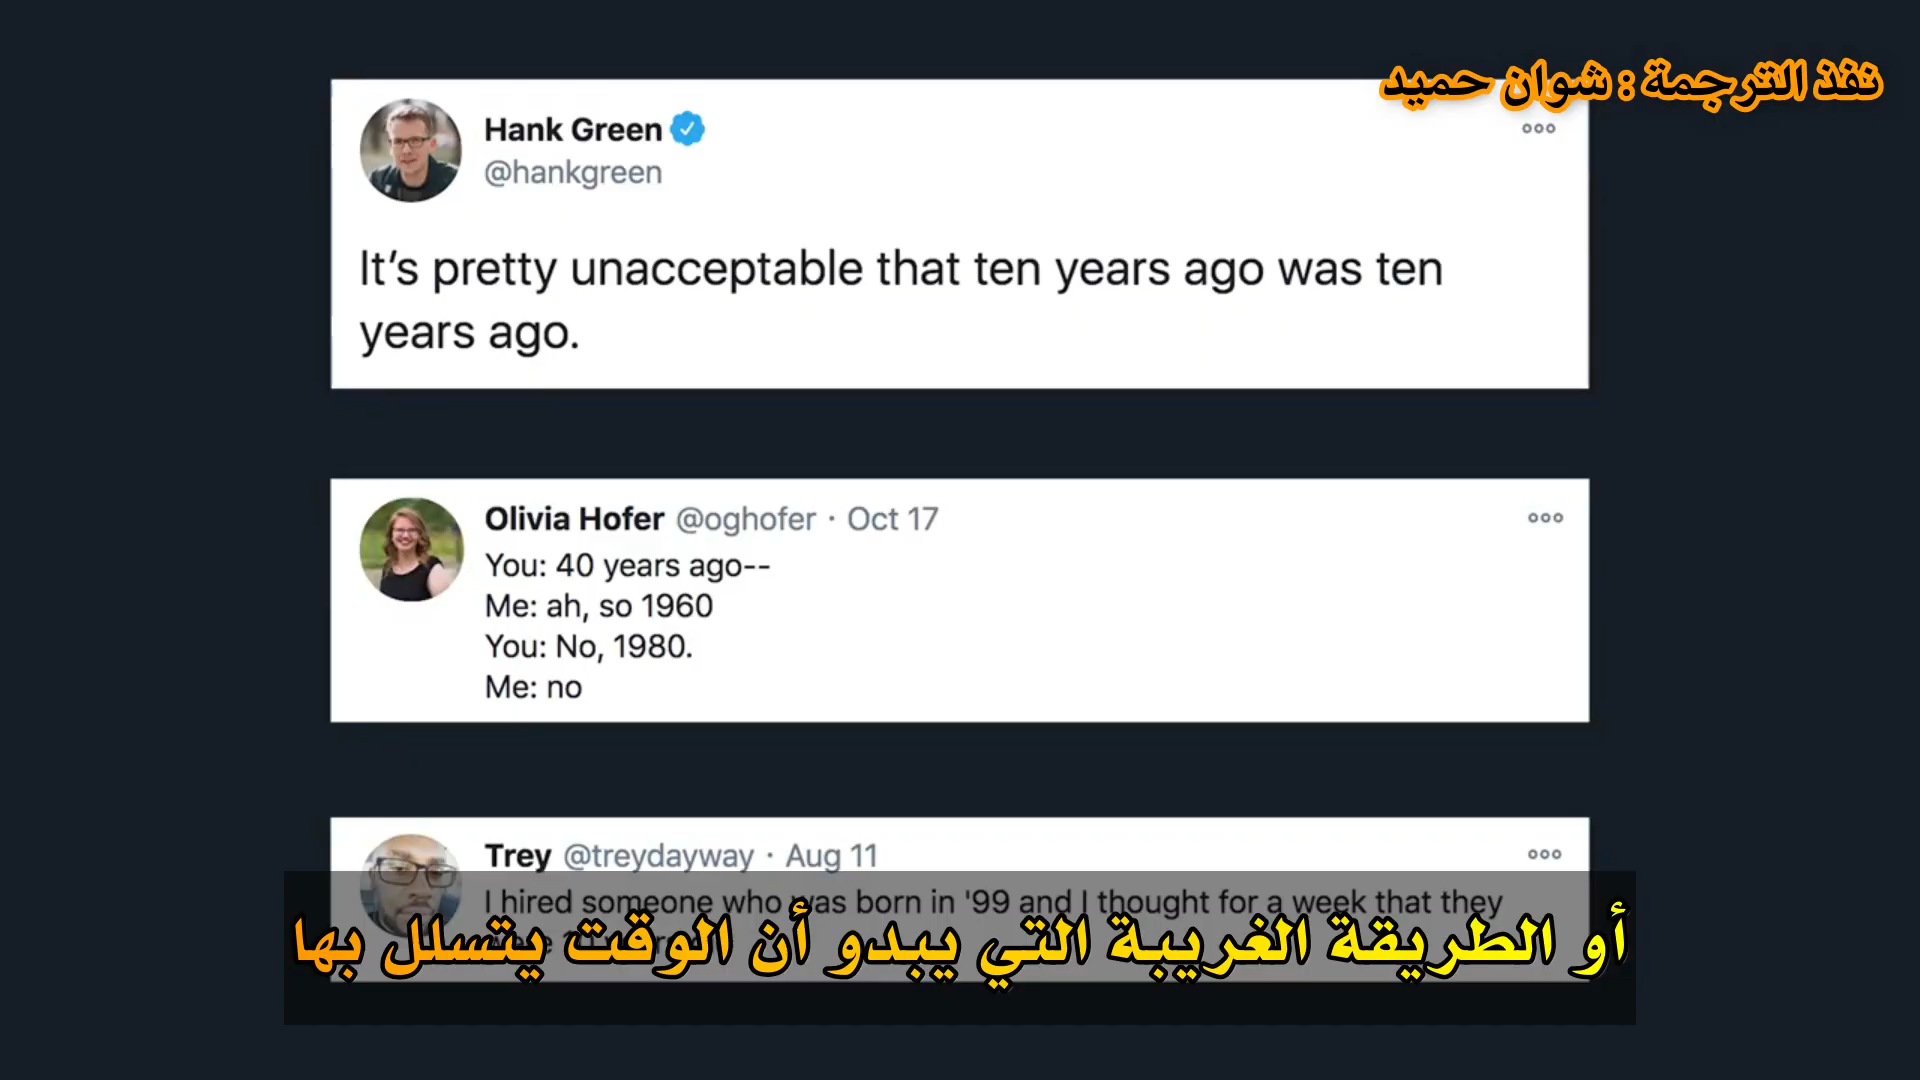 نفذ الترجمة : شوان حميد
Hank Green
@hankgreen
It’s pretty unacceptable that ten years ago was ten
years ago.
Olivia Hofer @oghofer · Oct 17
You: 40 years ago--
Me: ah, so 1960
You: No, 1980.
Me: no
Trey @treydayway · Aug 11
I hired someone who was born in '99 and I thought for a week that they
أو الطريقة الغريبة التي يبدو أن الوقت يتسلل بها